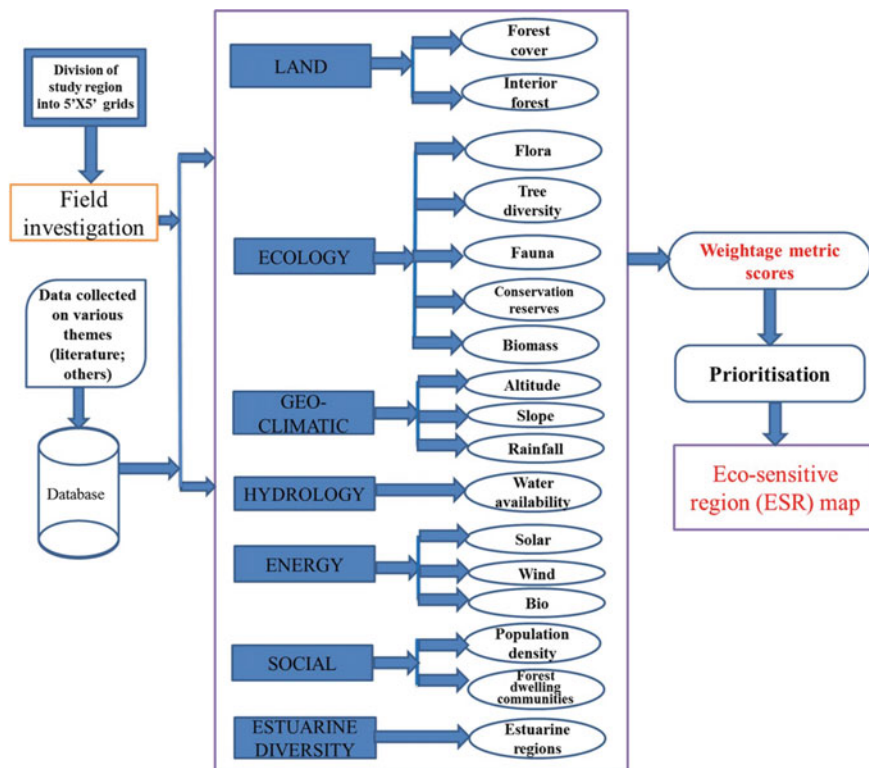 Division of
study region
into 5’X5’ grids
Field
investigation
Data collected
on various
themes
(literature;
others)
Database
LAND
Forest
cover
Interior
forest
ECOLOGY
Flora
Tree
diversity
Fauna
Conservation
reserves
Biomass
GEO-
CLIMATIC
Altitude
Slope
Rainfall
HYDROLOGY
Water
availability
ENERGY
Solar
Wind
Bio
SOCIAL
Population
density
Forest
dwelling
communities
ESTUARINE
DIVERSITY
Estuarine
regions
Weightage metric
scores
Prioritisation
Eco-sensitive
region (ESR) map